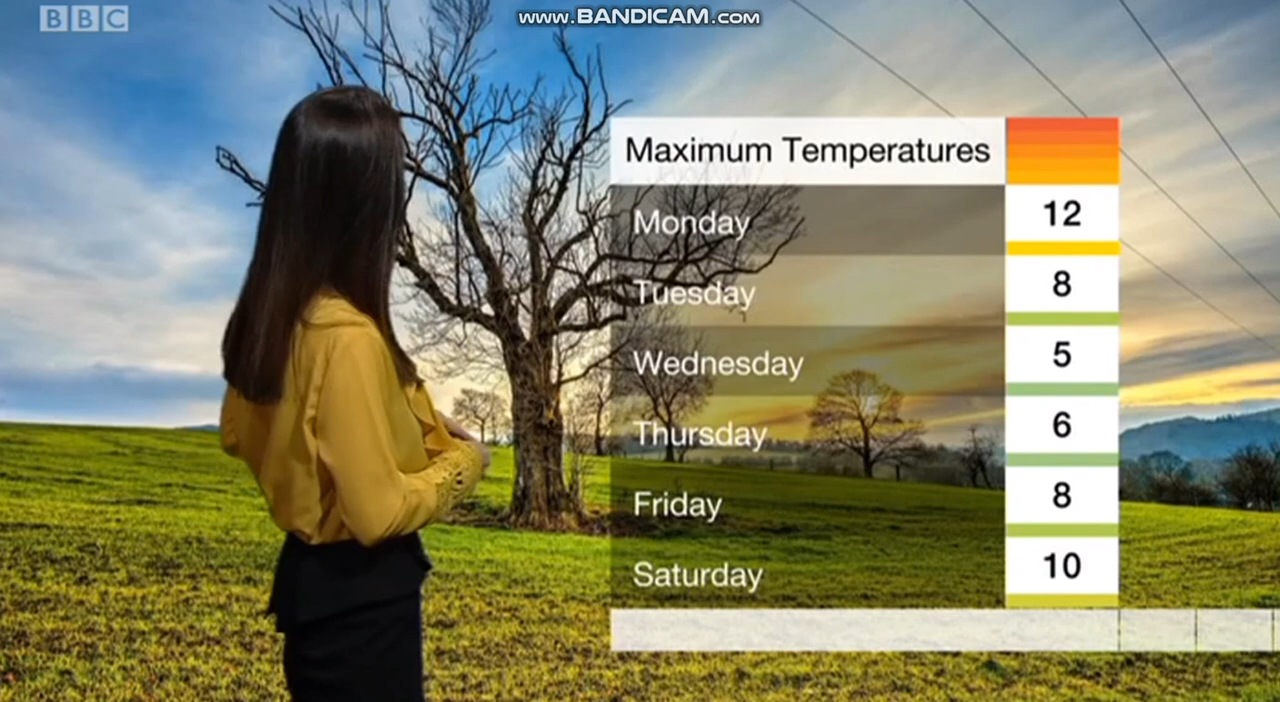 BBC
www.BANDICAM.com
Maximum Temperatures
Monday 12
Tuesday 8
Wednesday 5
Thursday 6
Friday 8
Saturday 10